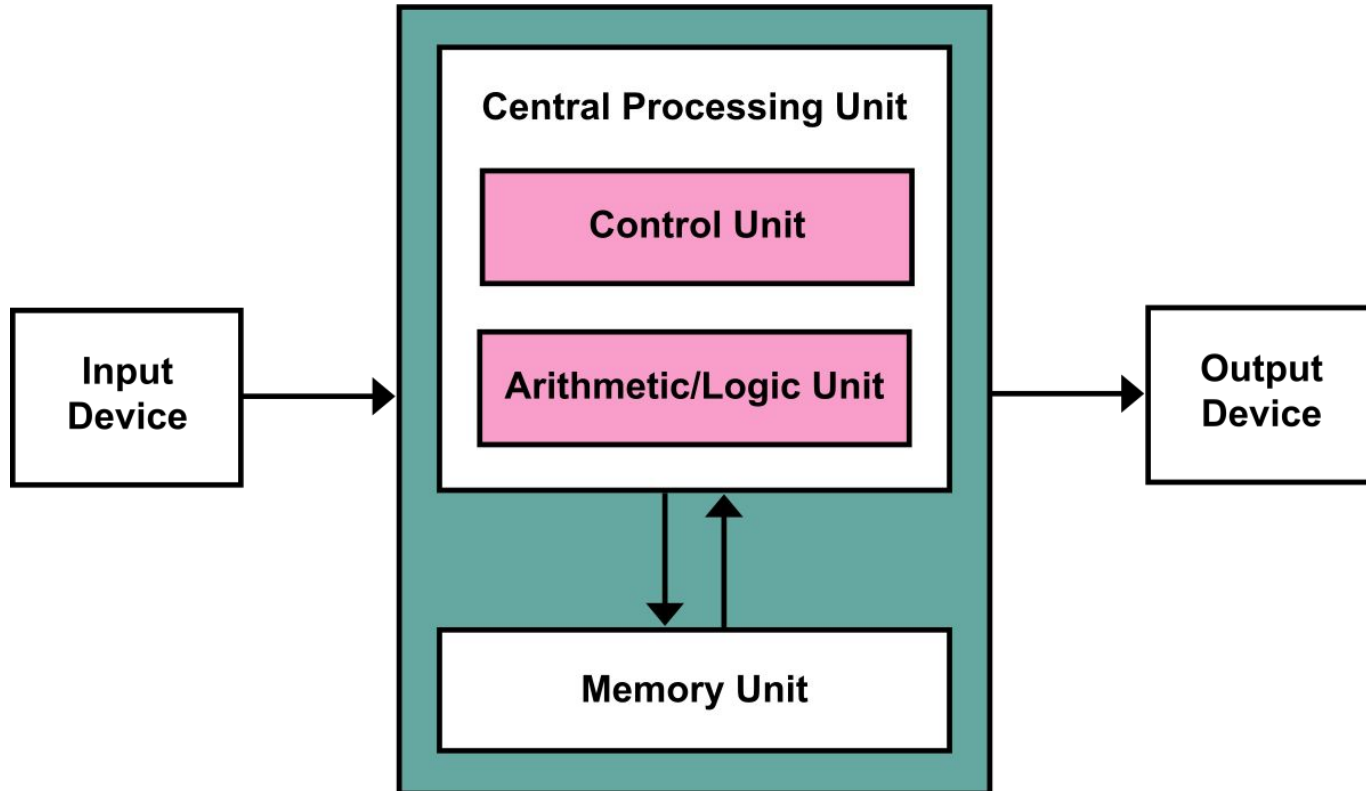 Central Processing Unit
Control Unit
Arithmetic/Logic Unit
Input
Device
Output
Device
Memory Unit